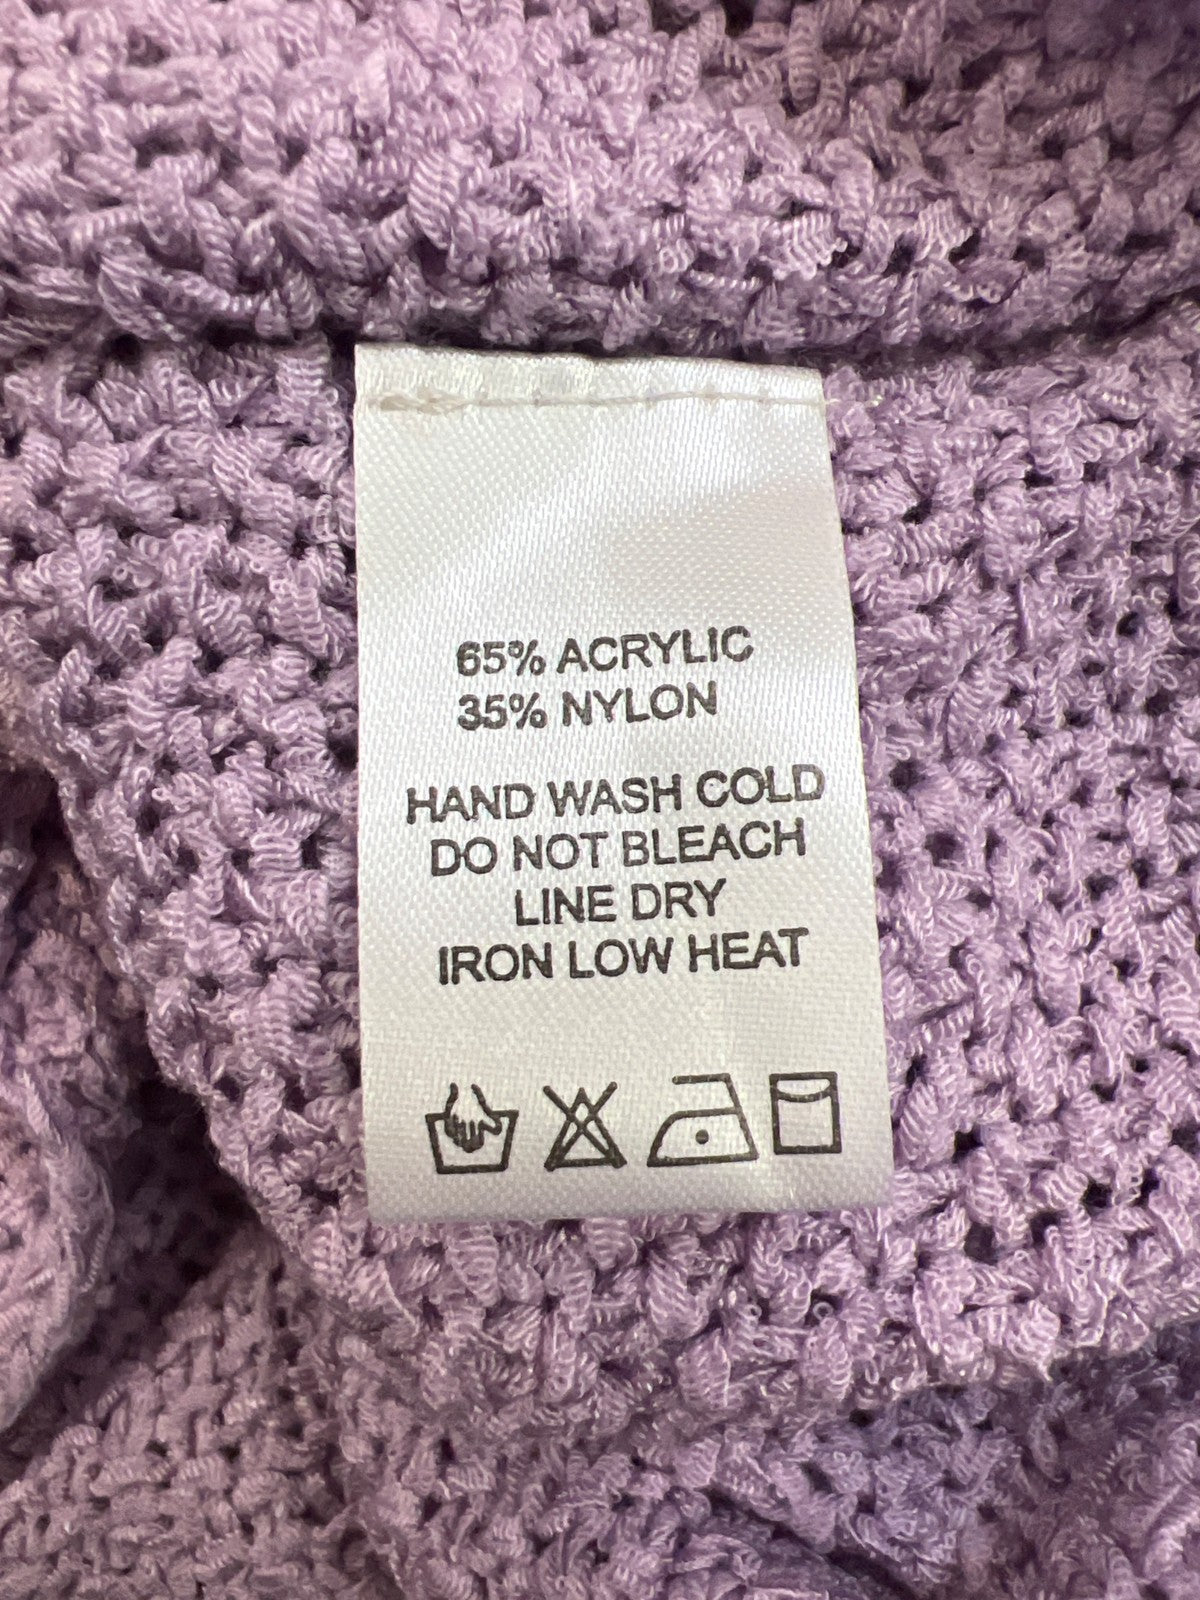 65% ACRYLIC
35% NYLON
HAND WASH COLD
DO NOT BLEACH
LINE DRY
IRON LOW HEAT